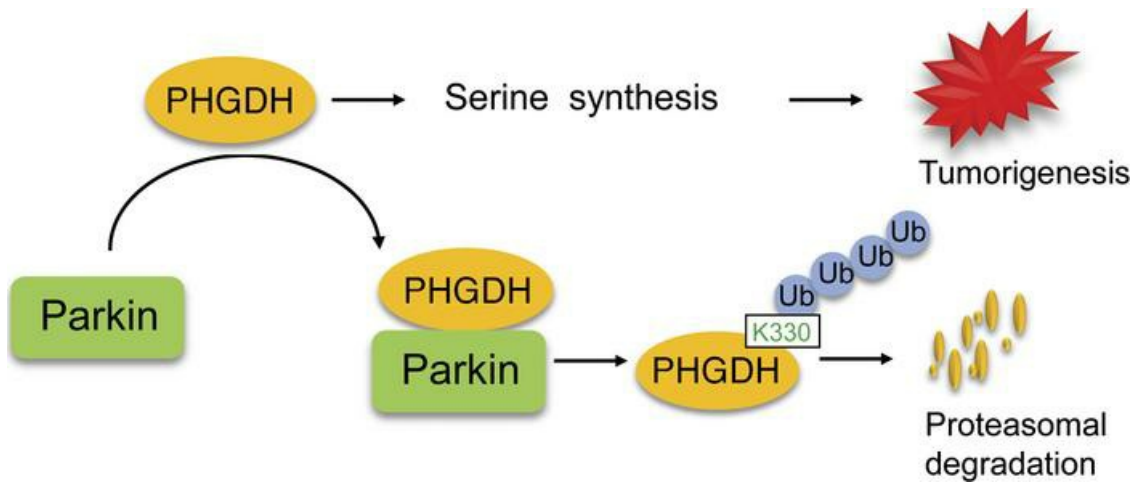 PHGDH
Serine synthesis
Tumorigenesis
Parkin
PHGDH
Parkin
PHGDH
K330
Ub
Ub
Ub
Ub
Proteasomal
degradation